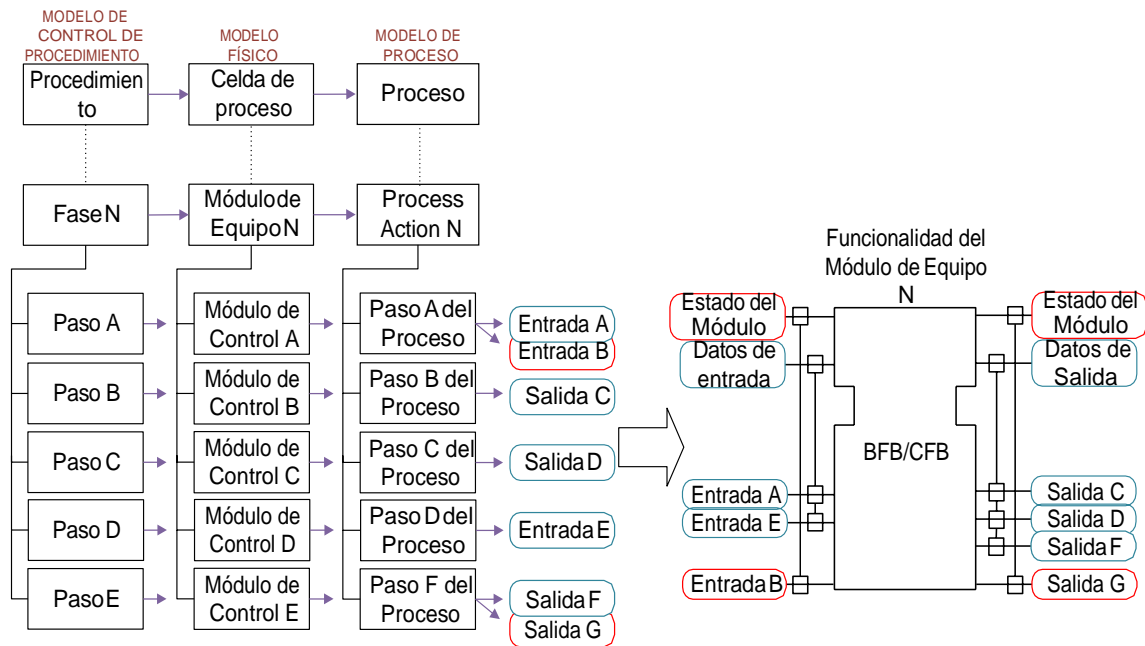 MODELO DE
CONTROL DE
PROCEDIMIENTO
MODELO
FÍSICO
MODELO DE
PROCESO
Procedimien
to
Celda de
proceso
Proceso
Fase N
Módulo de
Equipo N
Process
Action N
Paso A
Módulo de
Control A
Paso A del
Proceso
Entrada A
Entrada B
Paso B
Módulo de
Control B
Paso B del
Proceso
Salida C
Paso C
Módulo de
Control C
Paso C del
Proceso
Salida D
Paso D
Módulo de
Control D
Paso D del
Proceso
Entrada E
Paso E
Módulo de
Control E
Paso F del
Proceso
Salida F
Salida G
Funcionalidad del
Módulo de Equipo
N
Estado del
Módulo
Datos de
entrada
Entrada A
Entrada E
Entrada B
BFB/CFB
Estado del
Módulo
Datos de
Salida
Salida C
Salida D
Salida F
Salida G